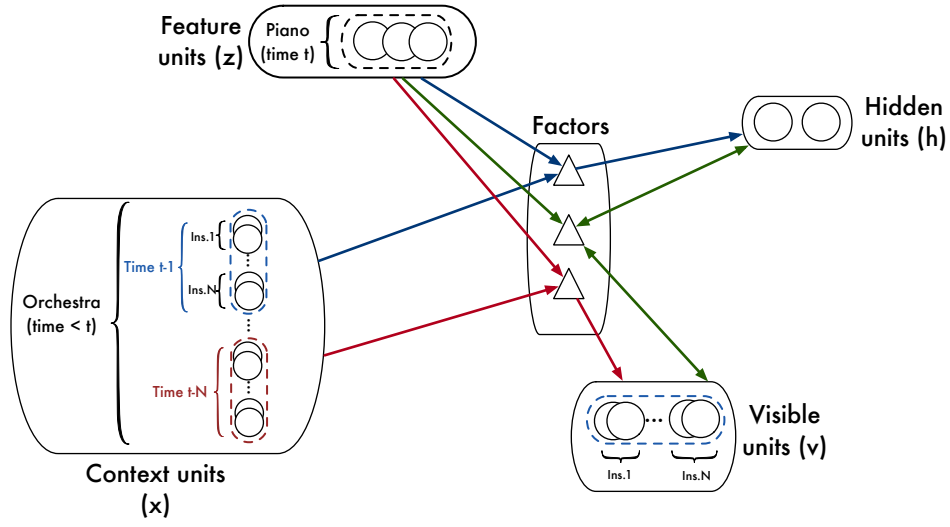 Feature
units (z)
Piano
(time t)
Factors
Hidden
units (h)
Orchestra
(time < t)
Time t-1
Ins.1
Ins.N
Time t-N
Context units
(x)
Visible
units (v)
Ins.1
Ins.N